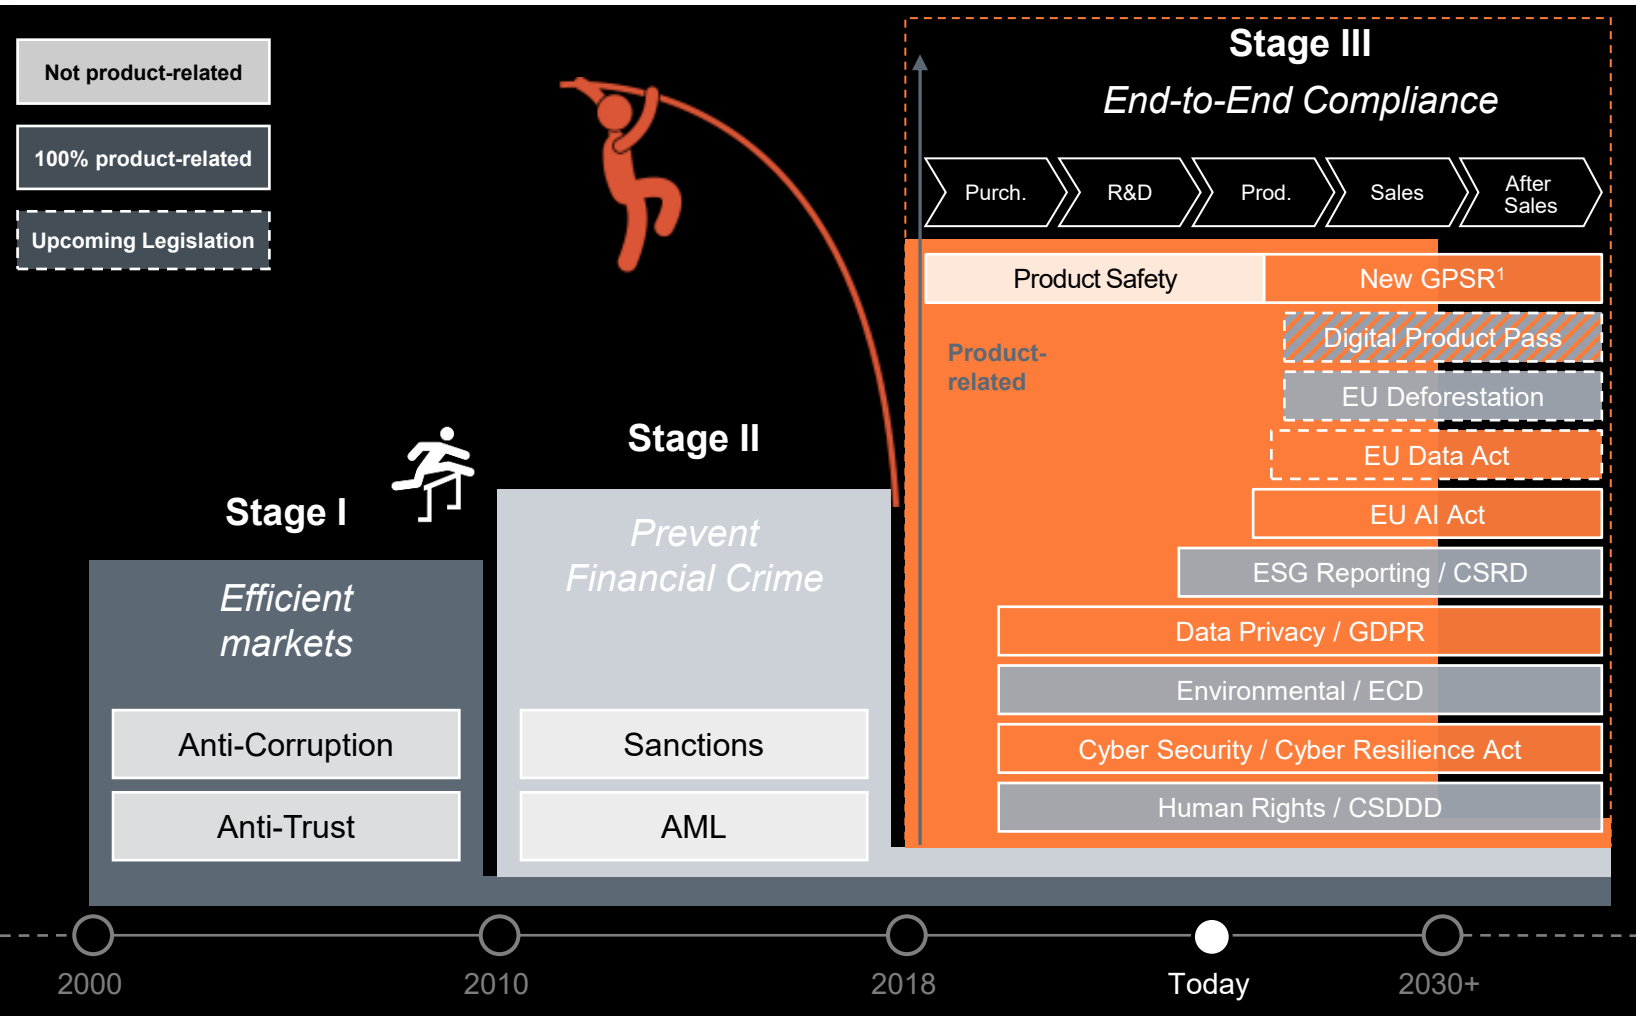 Not product-related
100% product-related
Upcoming Legislation
Stage I
Efficient
markets
Anti-Corruption
Anti-Trust
Stage II
Prevent
Financial Crime
Sanctions
AML
Stage III
End-to-End Compliance
Purch.
R&D
Prod.
Sales
After
Sales
Product-
related
Product Safety
New GPSR¹
Digital Product Pass
EU Deforestation
EU Data Act
EU AI Act
ESG Reporting / CSRD
Data Privacy / GDPR
Environmental / ECD
Cyber Security / Cyber Resilience Act
Human Rights / CSDDD
2000
2010
2018
Today
2030+